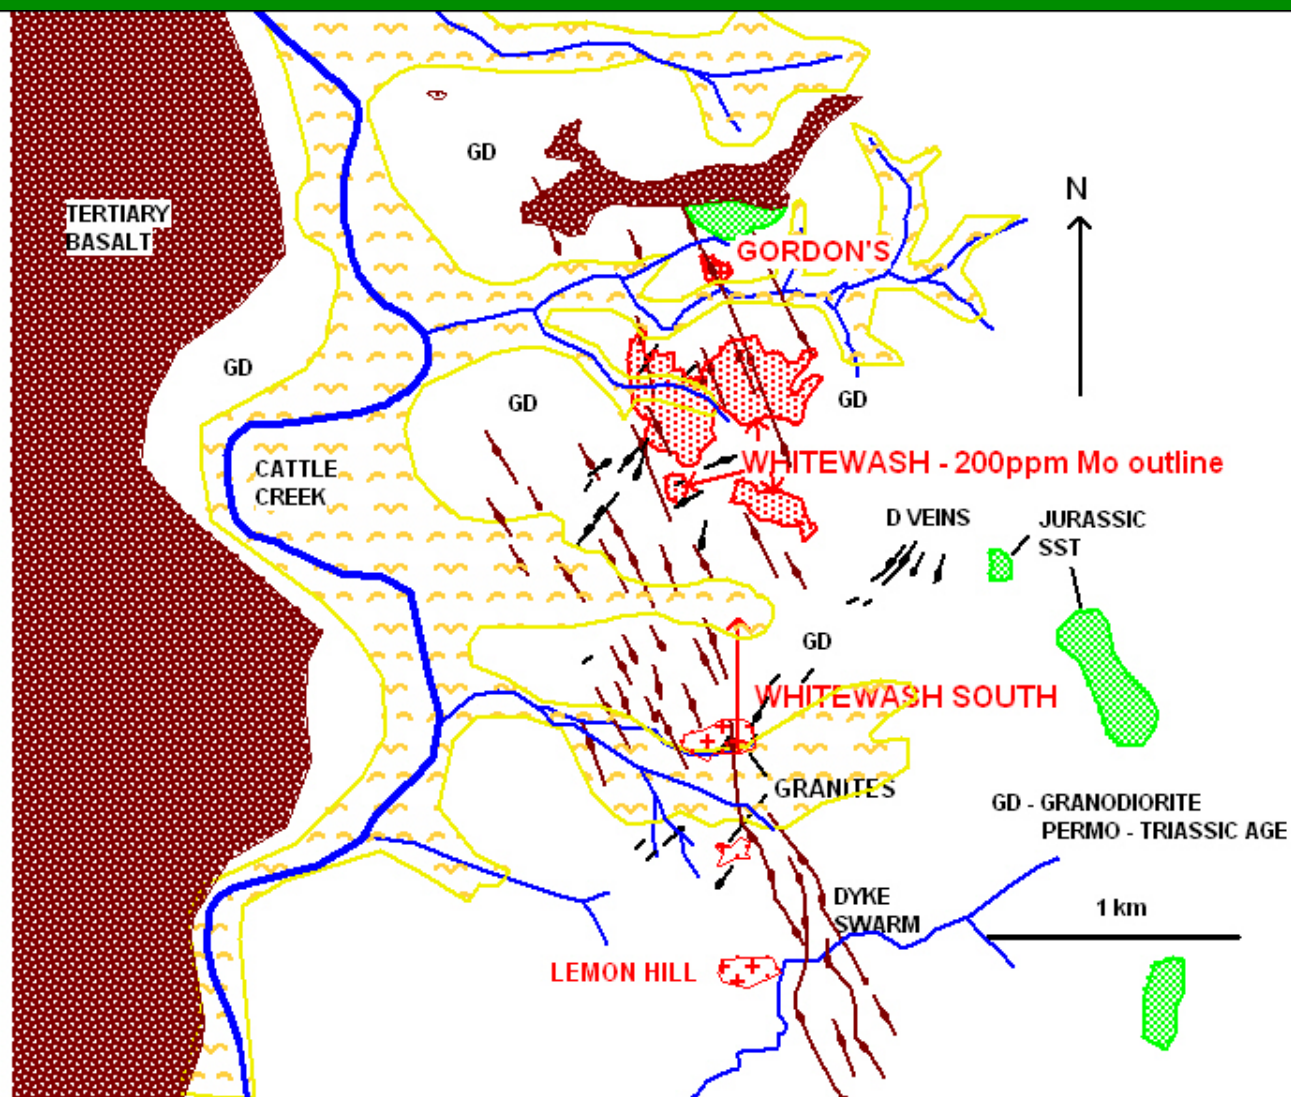 GD
N
TERTIARY
BASALT
GORDON'S
GD
GD
GD
CATTLE
CREEK
WHITEWASH - 200ppm Mo outline
D VEINS
JURASSIC
SST
GD
WHITEWASH SOUTH
GRANITES
GD - GRANODIORITE
PERMO - TRIASSIC AGE
DYKE
SWARM
1 km
LEMON HILL